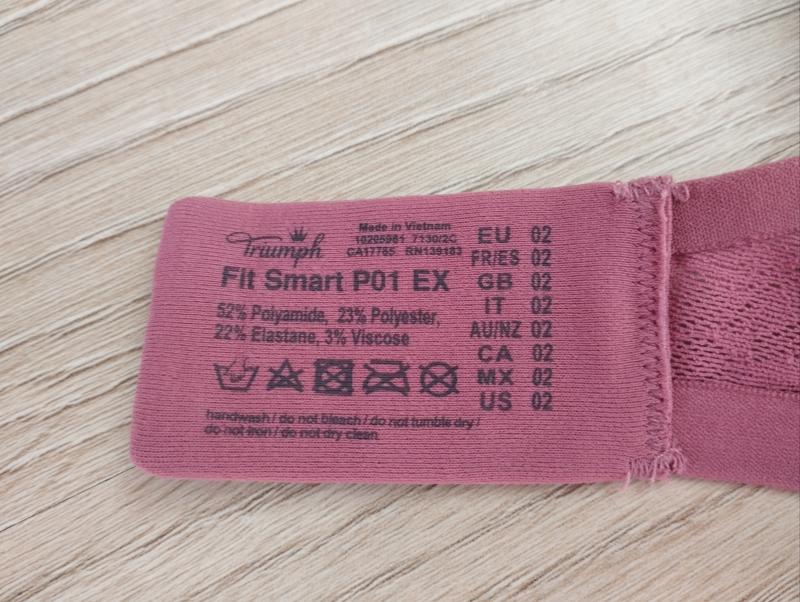 Triumph
Made in Vietnam
10205961 7130/2C
CA17765 RN139183
Fit Smart P01 EX
52% Polyamide, 23% Polyester,
22% Elastane, 3% Viscose
handwash / do not bleach / do not tumble dry /
do not iron / do not dry clean
EU 02
FR/ES 02
GB 02
IT 02
AU/NZ 02
CA 02
MX 02
US 02